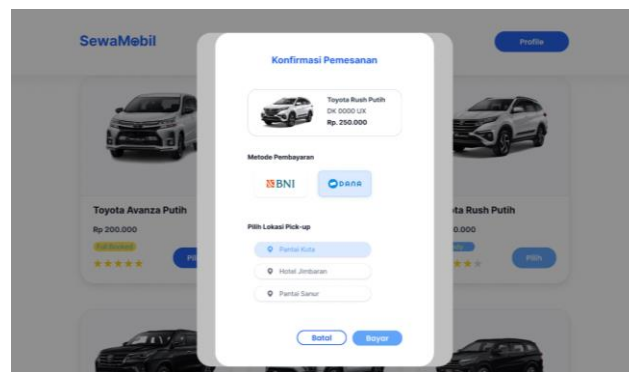 SewaMobil
Profile
Konfirmasi Pemesanan
Toyota Rush Putih
DK 0000 UX
Rp. 250.000
Metode Pembayaran
BNI
DANA
Pilih Lokasi Pick-up
Pantai Kuta
Hotel Jimbaran
Pantai Sanur
Batal
Bayar
Toyota Avanza Putih
Rp 200.000
Full Booked
Pil
ta Rush Putih
0.000
Pilih